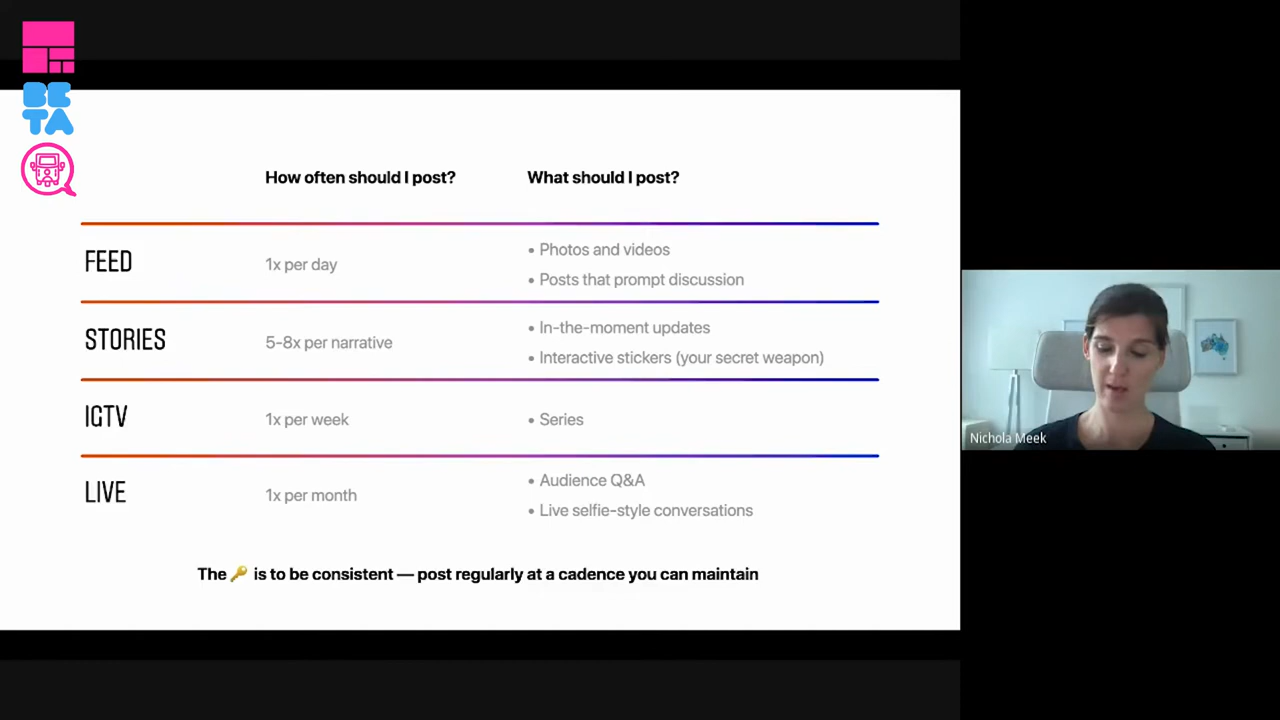 BE
TA
How often should I post? What should I post?
FEED
1x per day
• Photos and videos
• Posts that prompt discussion
STORIES
5-8x per narrative
• In-the-moment updates
• Interactive stickers (your secret weapon)
IGTV
1x per week
• Series
LIVE
1x per month
• Audience Q&A
• Live selfie-style conversations
The 🔑 is to be consistent — post regularly at a cadence you can maintain
Nichola Meek